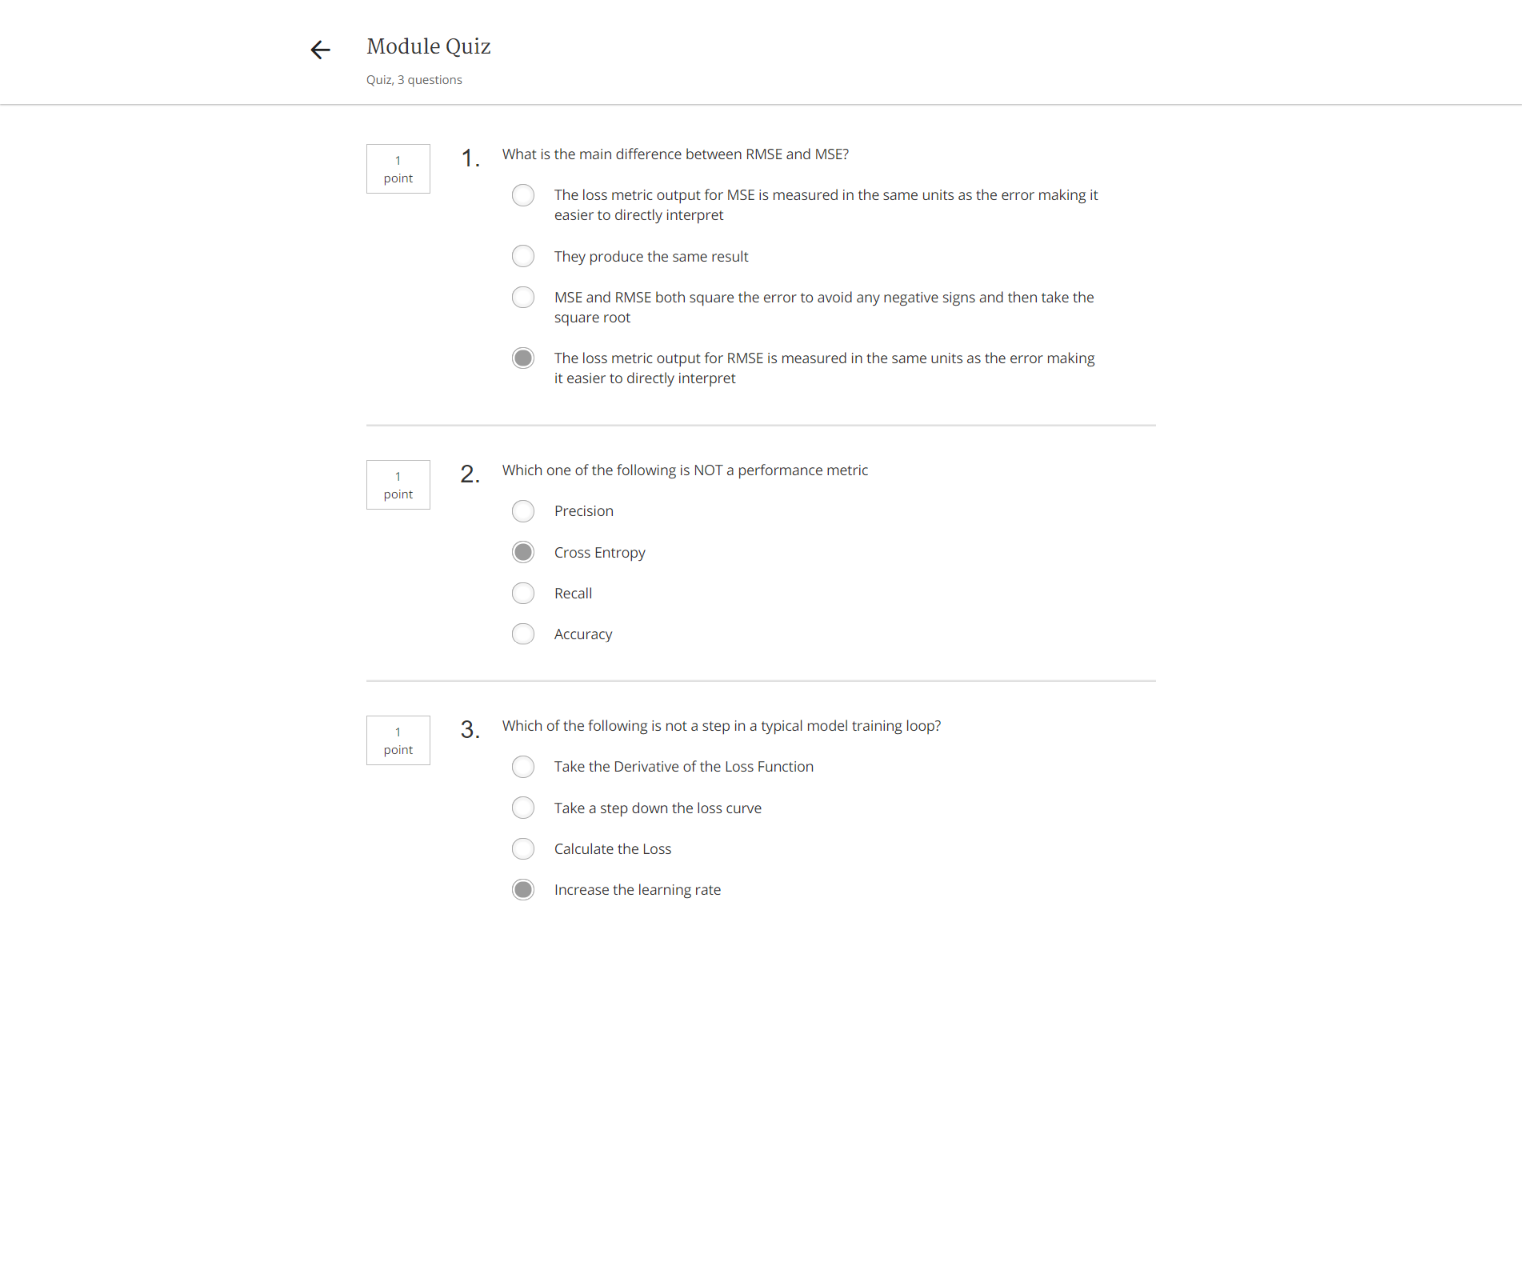 Module Quiz
Quiz, 3 questions
1
point
1.
What is the main difference between RMSE and MSE?
The loss metric output for MSE is measured in the same units as the error making it
easier to directly interpret
They produce the same result
MSE and RMSE both square the error to avoid any negative signs and then take the
square root
The loss metric output for RMSE is measured in the same units as the error making
it easier to directly interpret
1
point
2.
Which one of the following is NOT a performance metric
Precision
Cross Entropy
Recall
Accuracy
1
point
3.
Which of the following is not a step in a typical model training loop?
Take the Derivative of the Loss Function
Take a step down the loss curve
Calculate the Loss
Increase the learning rate